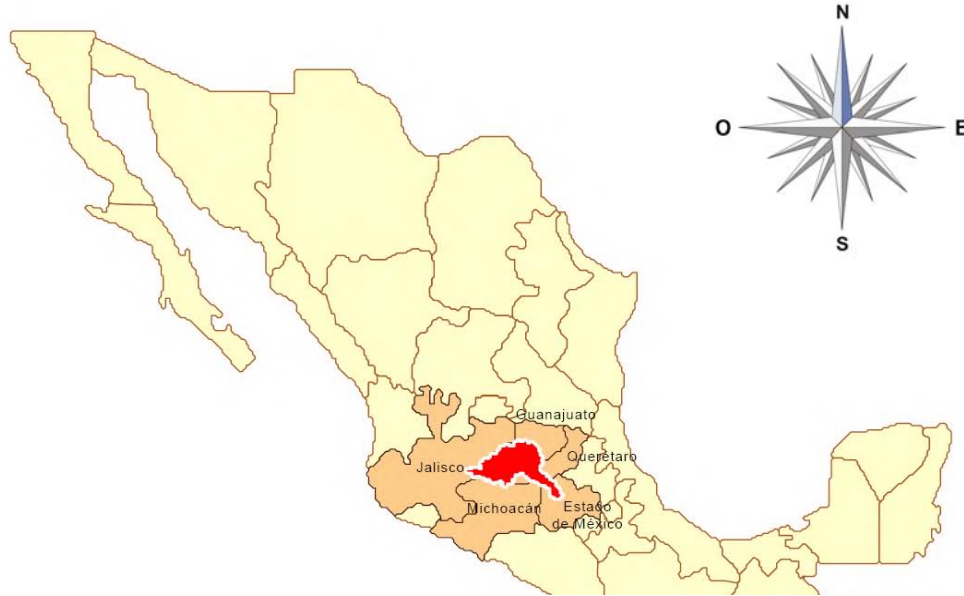 N
O
E
S
Guanajuato
Querétaro
Jalisco
Michoacán
Estado
de México